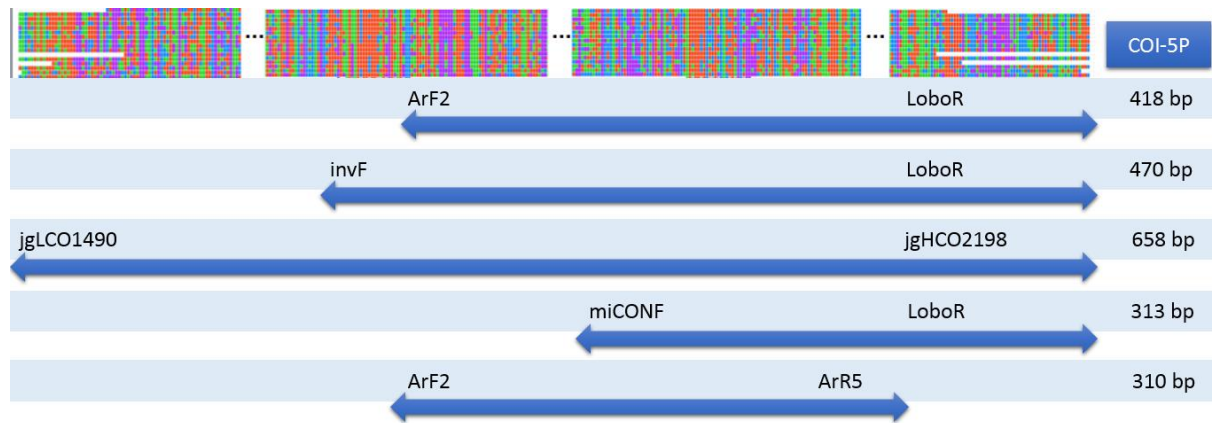 ... ... ... COI-5P
ArF2 LoboR 418 bp
invF LoboR 470 bp
jgLCO1490 jgHCO2198 658 bp
miCONF LoboR 313 bp
ArF2 ArR5 310 bp